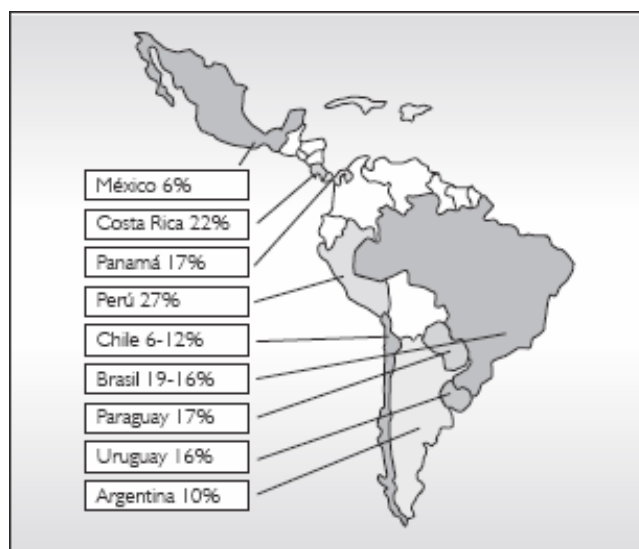 México 6%
Costa Rica 22%
Panamá 17%
Perú 27%
Chile 6-12%
Brasil 19-16%
Paraguay 17%
Uruguay 16%
Argentina 10%